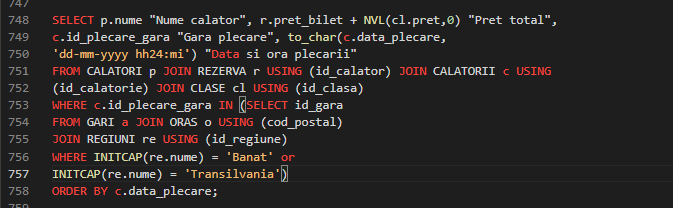 747
748 SELECT p.nume "Nume calator", r.pret_bilet + NVL(cl.pret,0) "Pret total",
749 c.id_plecare_gara "Gara plecare", to_char(c.data_plecare,
750 'dd-mm-yyyy hh24:mi') "Data si ora plecarii"
751 FROM CALATORI p JOIN REZERVA r USING (id_calator) JOIN CALATORII c USING
752 (id_calatorie) JOIN CLASE cl USING (id_clasa)
753 WHERE c.id_plecare_gara IN (SELECT id_gara
754 FROM GARI a JOIN ORAS o USING (cod_postal)
755 JOIN REGIUNI re USING (id_regiune)
756 WHERE INITCAP(re.nume) = 'Banat' or
757 INITCAP(re.nume) = 'Transilvania')
758 ORDER BY c.data_plecare;